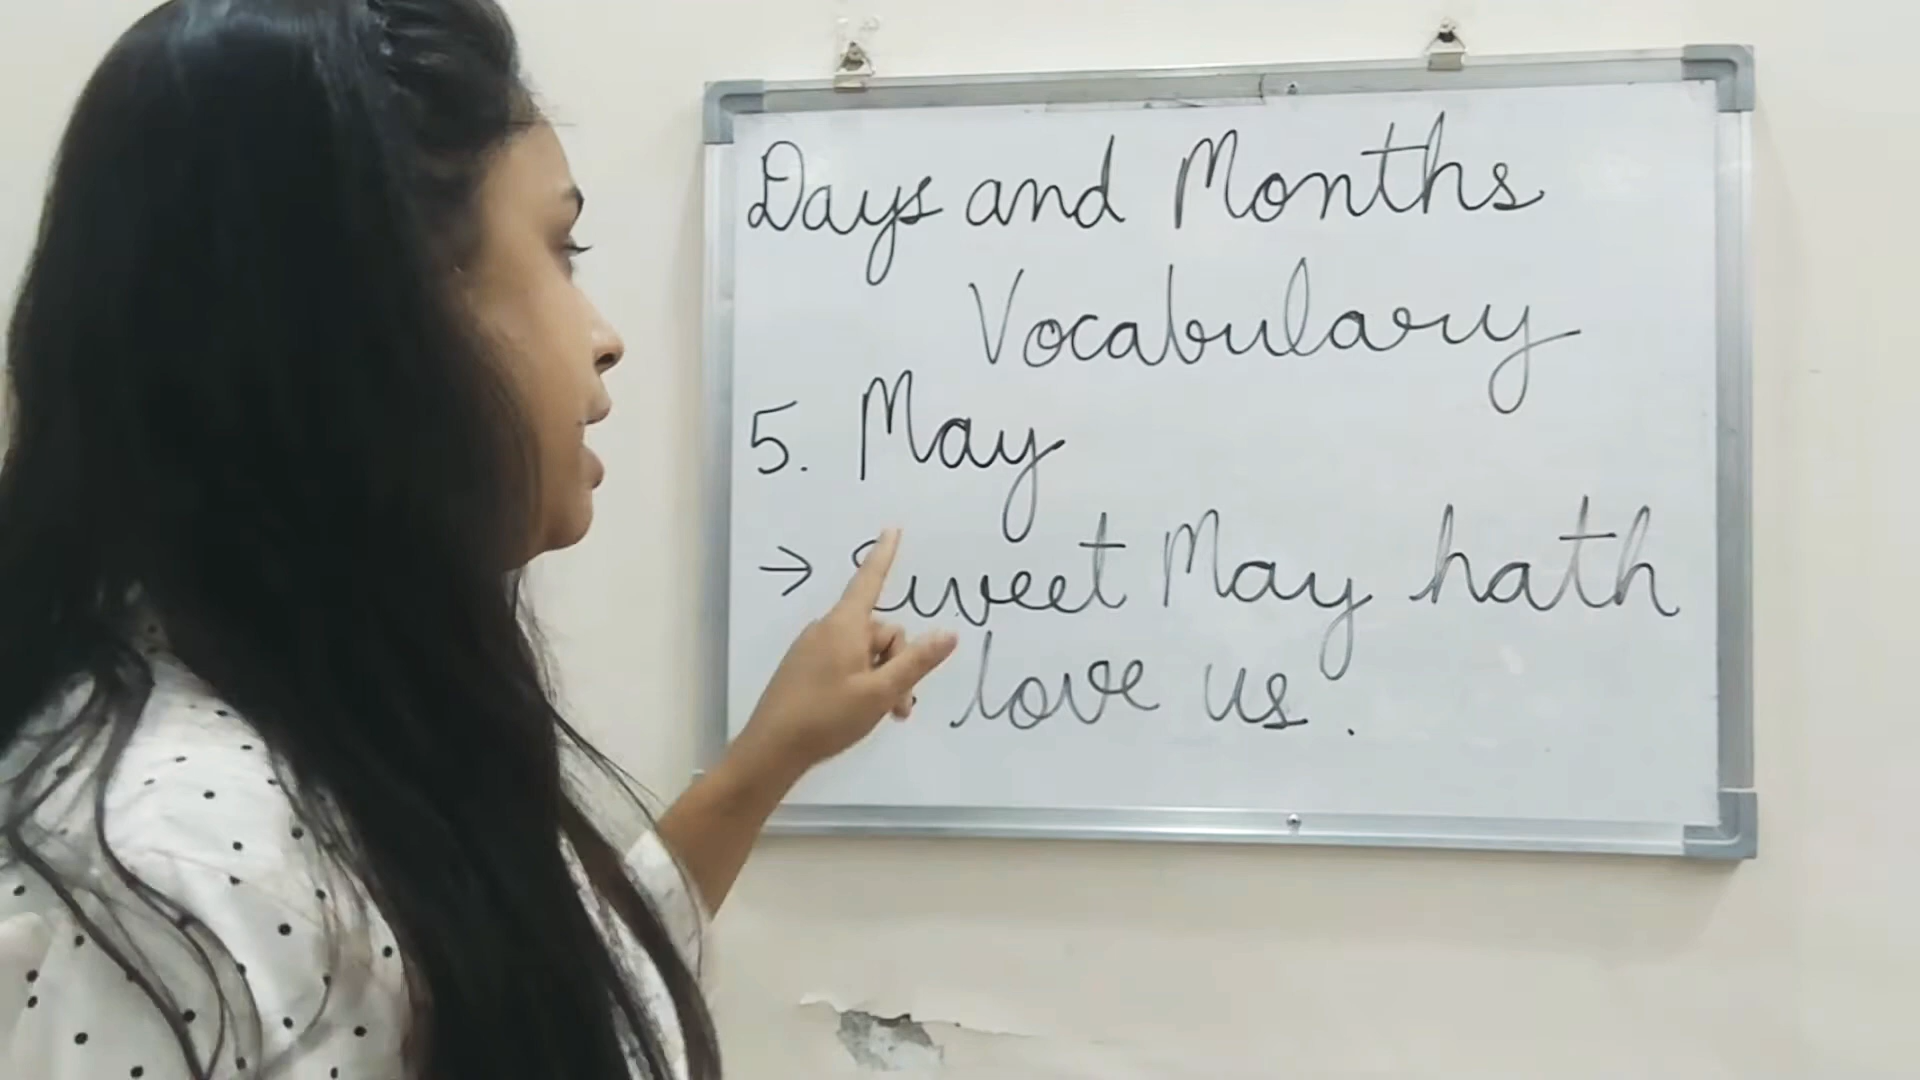 Days and Months
Vocabulary
5. May
→ Sweet May hath
love us.